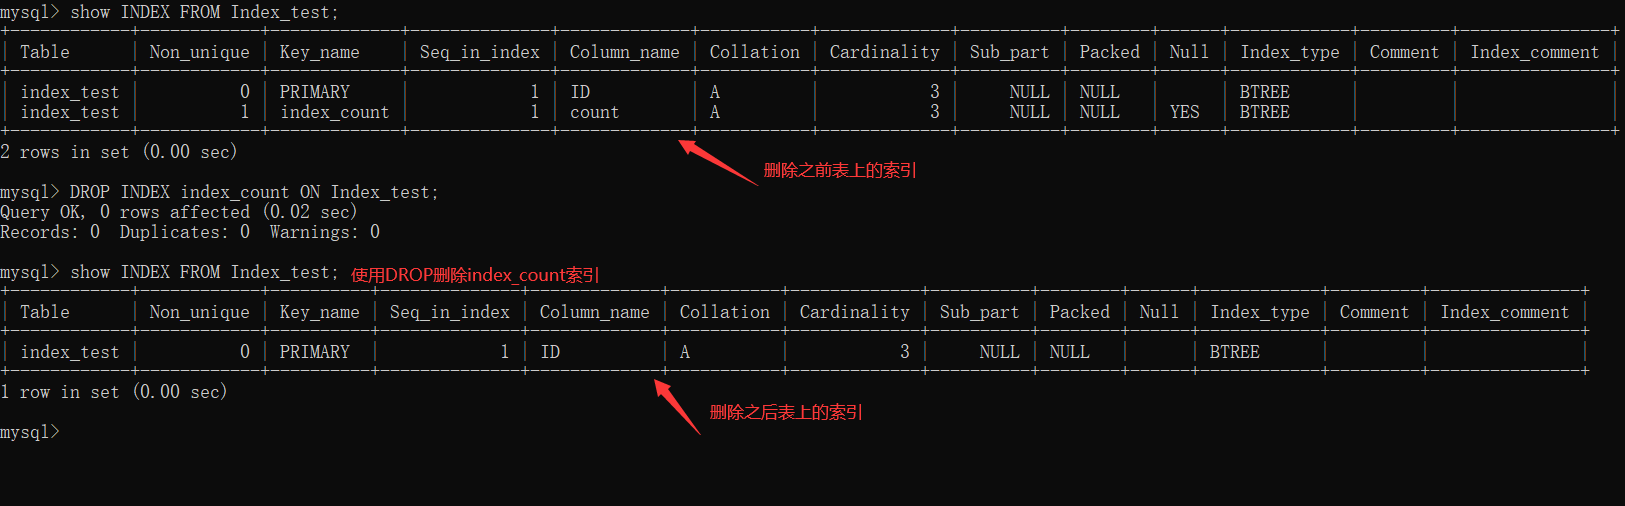 mysql> show INDEX FROM Index_test;
| Table | Non_unique | Key_name | Seq_in_index | Column_name | Collation | Cardinality | Sub_part | Packed | Null | Index_type | Comment | Index_comment |
| index_test | 0 | PRIMARY | 1 | ID | A | 3 | NULL | NULL | | BTREE | | |
| index_test | 1 | index_count | 1 | count | A | 3 | NULL | NULL | YES | BTREE | | |
2 rows in set (0.00 sec)
删除之前表上的索引
mysql> DROP INDEX index_count ON Index_test;
Query OK, 0 rows affected (0.02 sec)
Records: 0  Duplicates: 0  Warnings: 0
mysql> show INDEX FROM Index_test; 使用DROP删除index_count索引
| Table | Non_unique | Key_name | Seq_in_index | Column_name | Collation | Cardinality | Sub_part | Packed | Null | Index_type | Comment | Index_comment |
| index_test | 0 | PRIMARY | 1 | ID | A | 3 | NULL | NULL | | BTREE | | |
1 row in set (0.00 sec)
删除之后表上的索引
mysql>